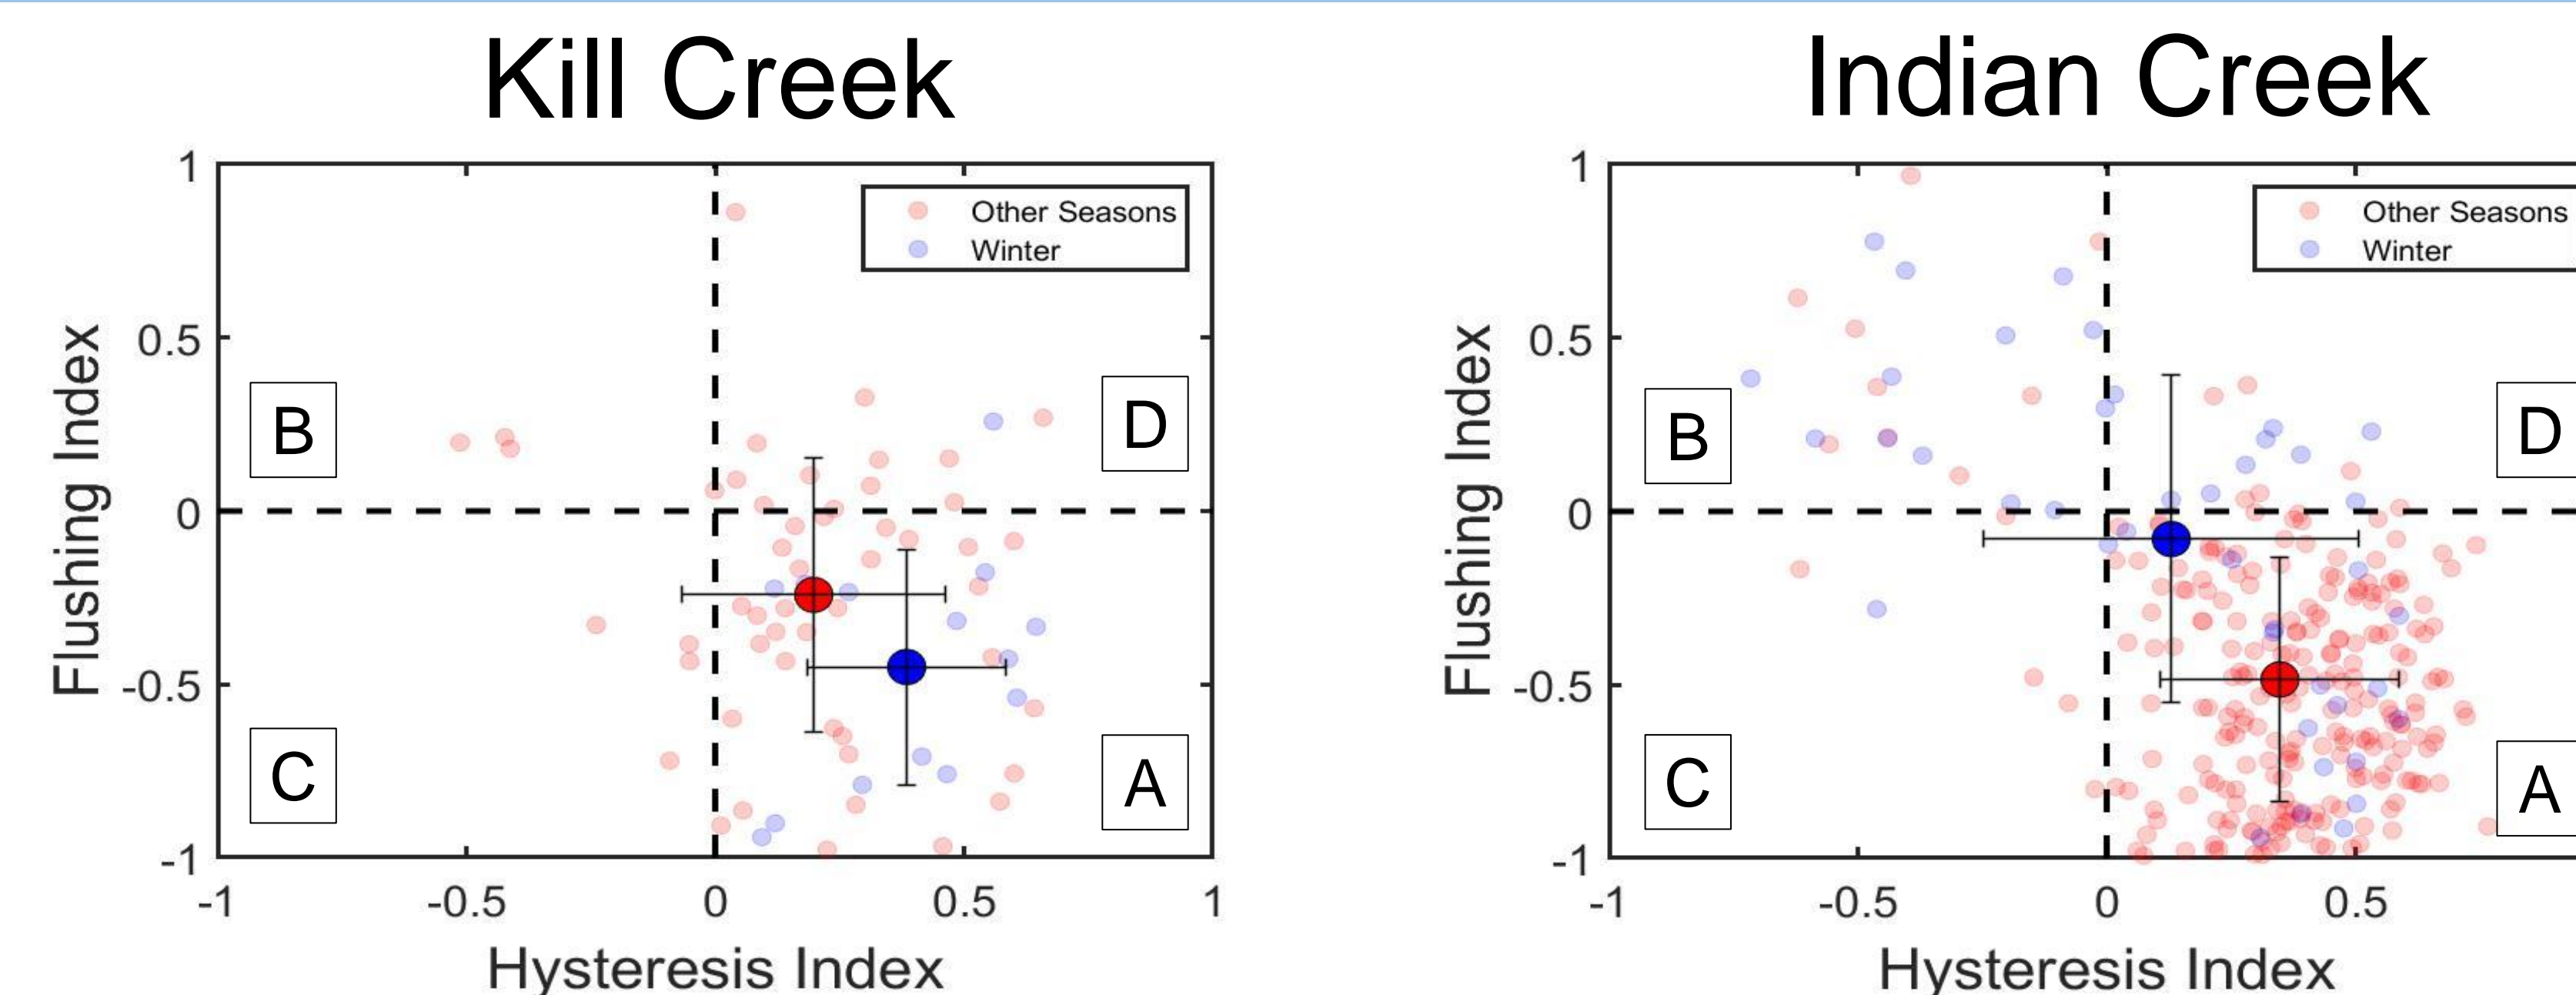 Kill Creek
Indian Creek
1
Other Seasons
Winter
0.5
B
D
0
-0.5
C
A
-1
-1
-0.5
0
0.5
1
Flushing Index
Hysteresis Index
1
Other Seasons
Winter
0.5
B
D
0
-0.5
C
A
-1
-1
-0.5
0
0.5
Flushing Index
Hysteresis Index